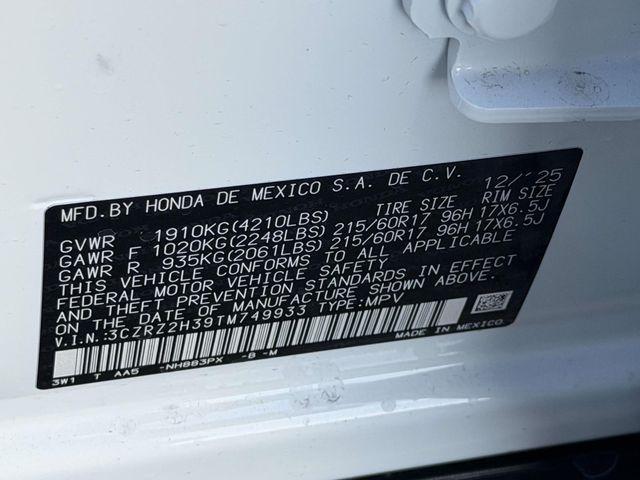 MFD.BY HONDA DE MEXICO S.A. DE C.V. 12/'25
GVWR 1910KG(4210LBS) TIRE SIZE RIM SIZE
GAWR F 1020KG(2248LBS) 215/60R17 96H 17X6.5J
GAWR R 935KG(2061LBS) 215/60R17 96H 17X6.5J
THIS VEHICLE CONFORMS TO ALL APPLICABLE
FEDERAL MOTOR VEHICLE SAFETY
AND THEFT PREVENTION STANDARDS IN EFFECT
ON THE DATE OF MANUFACTURE SHOWN ABOVE.
V.I.N.:3CZRZ2H39TM749933 TYPE:MPV
3W1 T AA5 -NH883PX -8 -M
MADE IN MEXICO